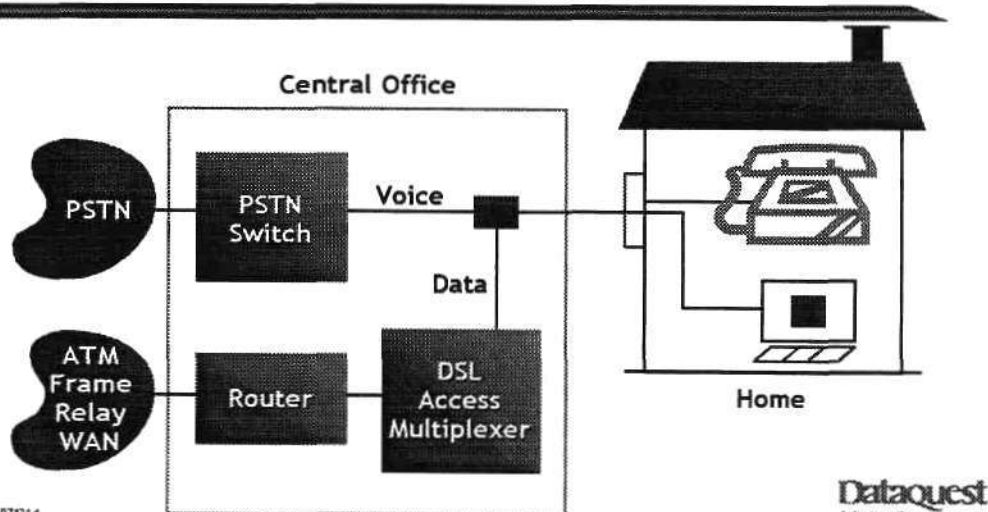 Central Office
PSTN
PSTN
Switch
Voice
Data
ATM
Frame
Relay
WAN
Router
DSL
Access
Multiplexer
Home
Dataquest